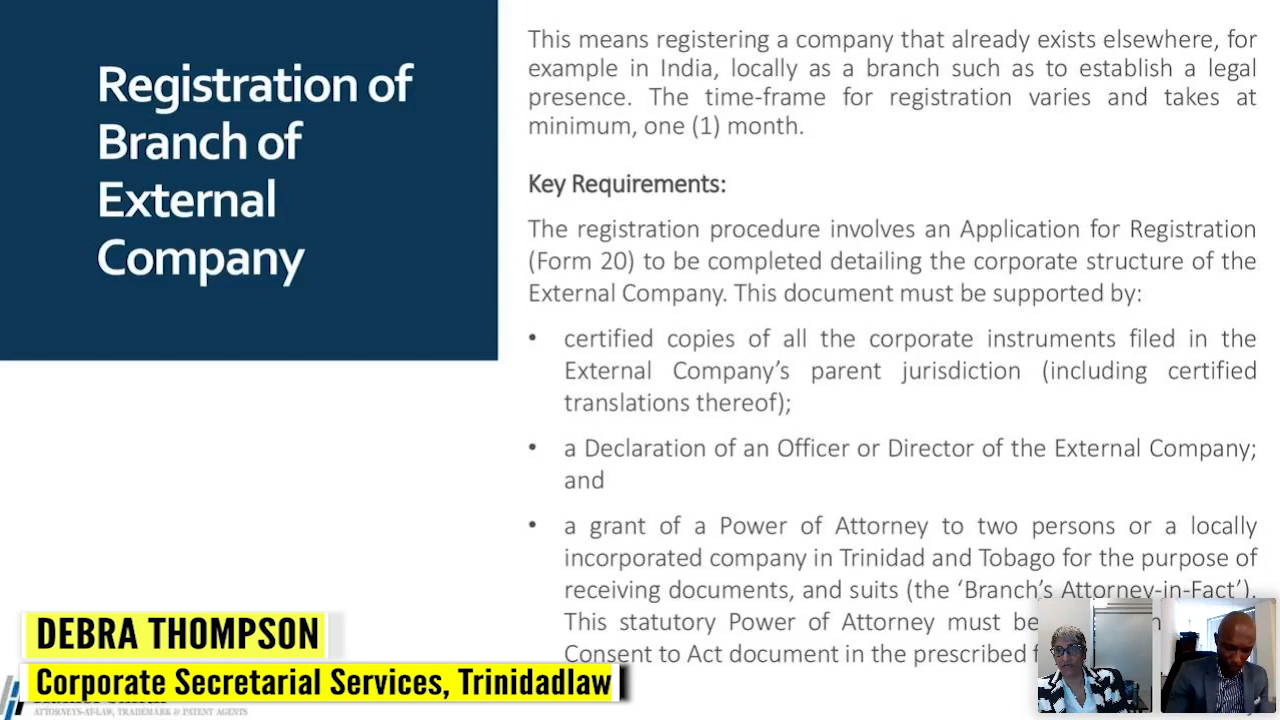 Registration of
Branch of
External
Company
This means registering a company that already exists elsewhere, for
example in India, locally as a branch such as to establish a legal
presence. The time-frame for registration varies and takes at
minimum, one (1) month.
Key Requirements:
The registration procedure involves an Application for Registration
(Form 20) to be completed detailing the corporate structure of the
External Company. This document must be supported by:
• certified copies of all the corporate instruments filed in the
External Company's parent jurisdiction (including certified
translations thereof);
• a Declaration of an Officer or Director of the External Company;
and
• a grant of a Power of Attorney to two persons or a locally
incorporated company in Trinidad and Tobago for the purpose of
receiving documents, and suits (the 'Branch's Attorney-in-Fact').
This statutory Power of Attorney must be
Consent to Act document in the prescribed
DEBRA THOMPSON
Corporate Secretarial Services, Trinidadlaw
ATTORNEYS-AT-LAW, TRADEMARK & PATENT AGENTS